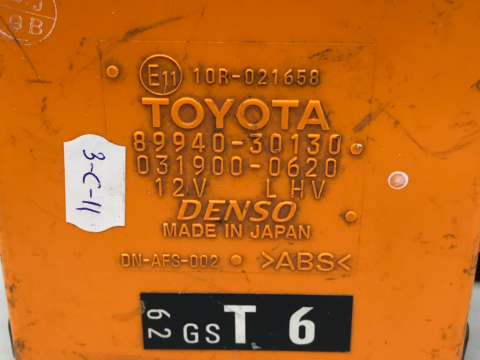 J
9B
E11 10R-021658
TOYOTA
89940-30130
031900-0620
12V LHV
DENSO
MADE IN JAPAN
DN-AFS-002 >ABS<
3-C-11
62 GS T 6